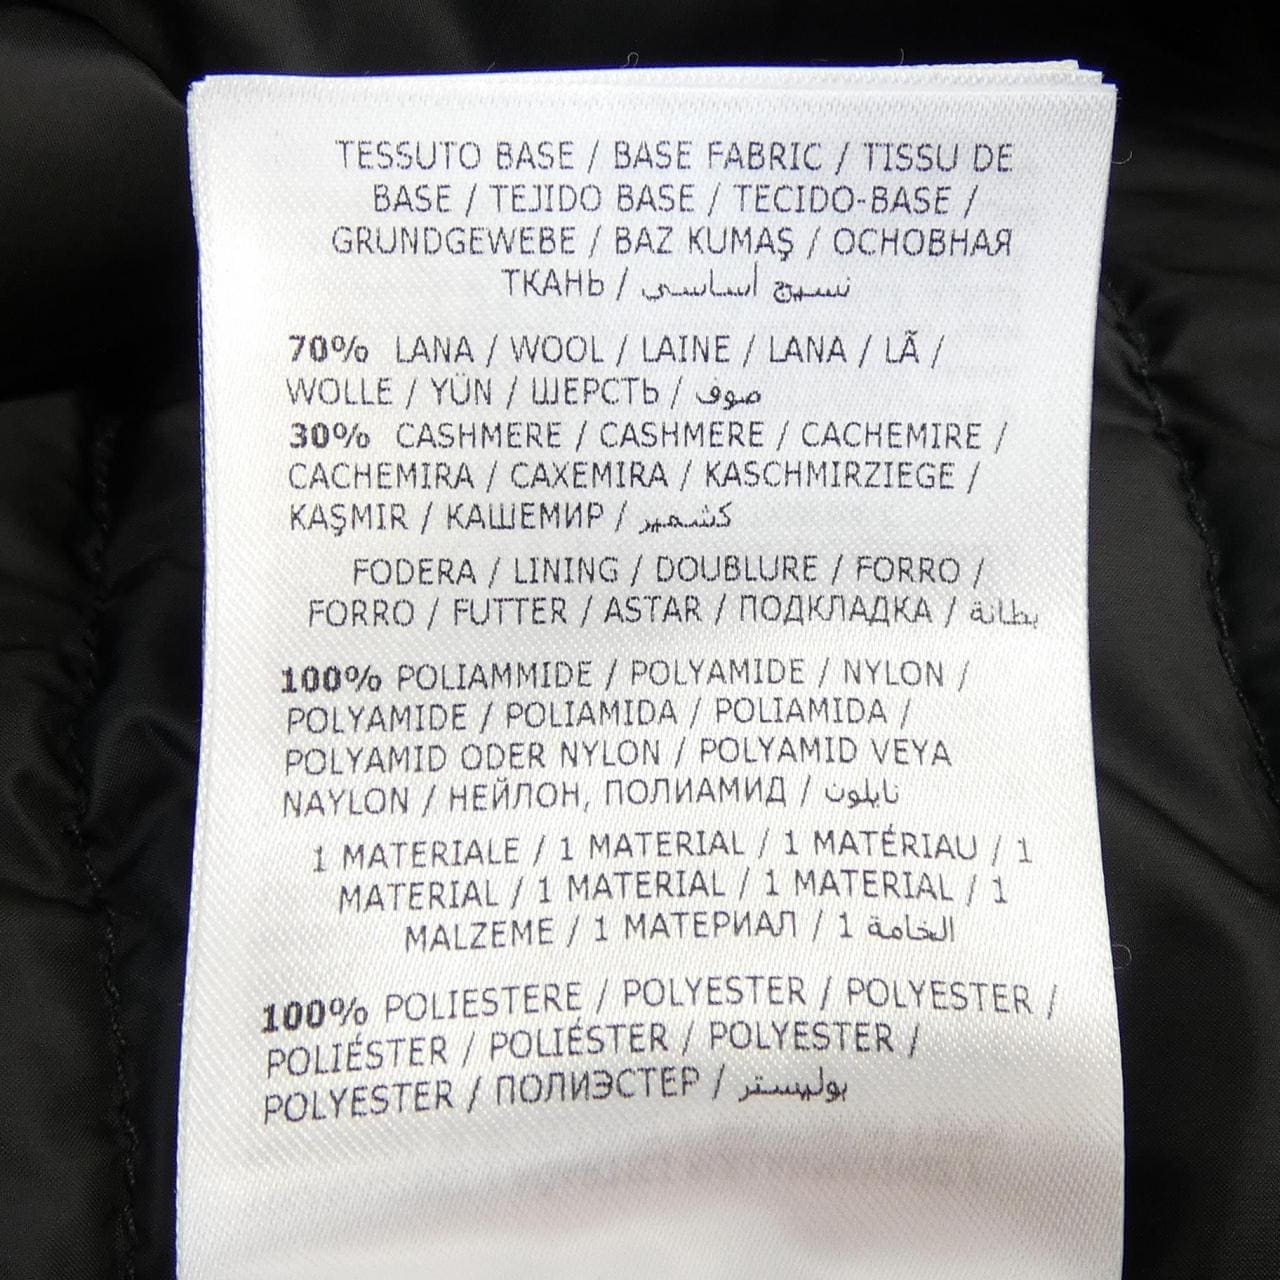 TESSUTO BASE / BASE FABRIC / TISSU DE
BASE / TEJIDO BASE / TECIDO-BASE /
GRUNDGEWEBE / BAZ KUMAŞ / ОСНОВНАЯ
ТКАНЬ / نسيج أساسي
70% LANA / WOOL / LAINE / LANA / LÃ /
WOLLE / YÜN / ШЕРСТЬ / صوف
30% CASHMERE / CASHMERE / CACHEMIRE /
CACHEMIRA / CAXEMIRA / KASCHMIRZIEGE /
KAŞMIR / КАШЕМИР / كشمير
FODERA / LINING / DOUBLURE / FORRO /
FORRO / FUTTER / ASTAR / ПОДКЛАДКА / بطانة
100% POLIAMMIDE / POLYAMIDE / NYLON /
POLYAMIDE / POLIAMIDA / POLIAMIDA /
POLYAMID ODER NYLON / POLYAMID VEYA
NAYLON / НЕЙЛОН, ПОЛИАМИД / نايلون
1 MATERIALE / 1 MATERIAL / 1 MATÉRIAU / 1
MATERIAL / 1 MATERIAL / 1 MATERIAL / 1
MALZEME / 1 МАТЕРИАЛ / 1 الخامة
100% POLIESTERE / POLYESTER / POLYESTER /
POLIÉSTER / POLIÉSTER / POLYESTER /
POLYESTER / ПОЛИЭСТЕР / بوليستر